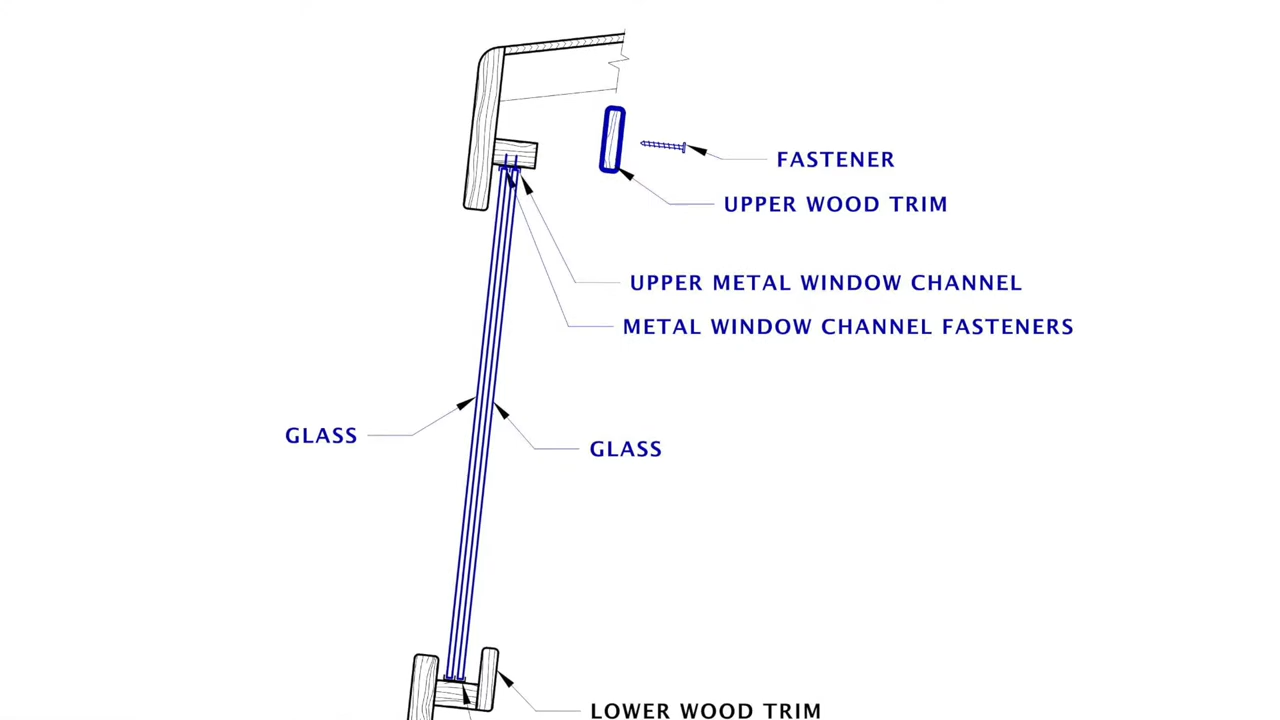 FASTENER
UPPER WOOD TRIM
UPPER METAL WINDOW CHANNEL
METAL WINDOW CHANNEL FASTENERS
GLASS
GLASS
LOWER WOOD TRIM